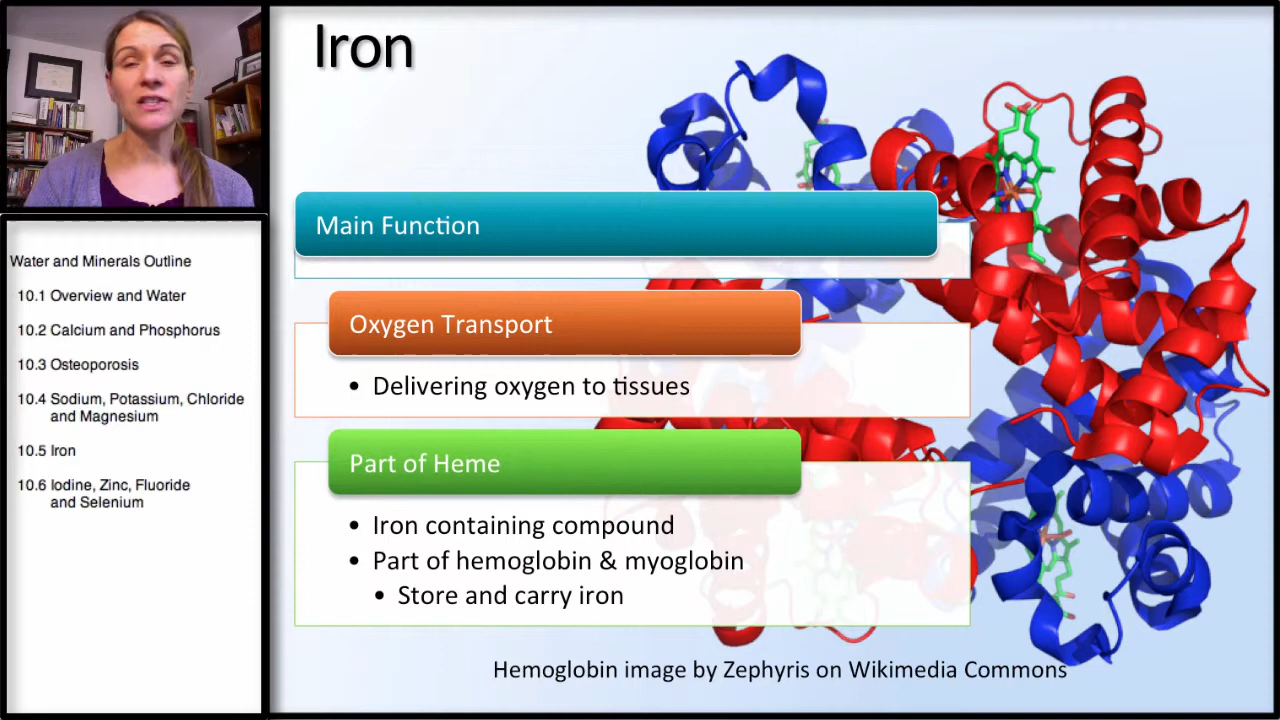 Iron
Main Function
Oxygen Transport
• Delivering oxygen to tissues
Part of Heme
• Iron containing compound
• Part of hemoglobin & myoglobin
• Store and carry iron
Hemoglobin image by Zephyris on Wikimedia Commons
Water and Minerals Outline
10.1 Overview and Water
10.2 Calcium and Phosphorus
10.3 Osteoporosis
10.4 Sodium, Potassium, Chloride
and Magnesium
10.5 Iron
10.6 Iodine, Zinc, Fluoride
and Selenium